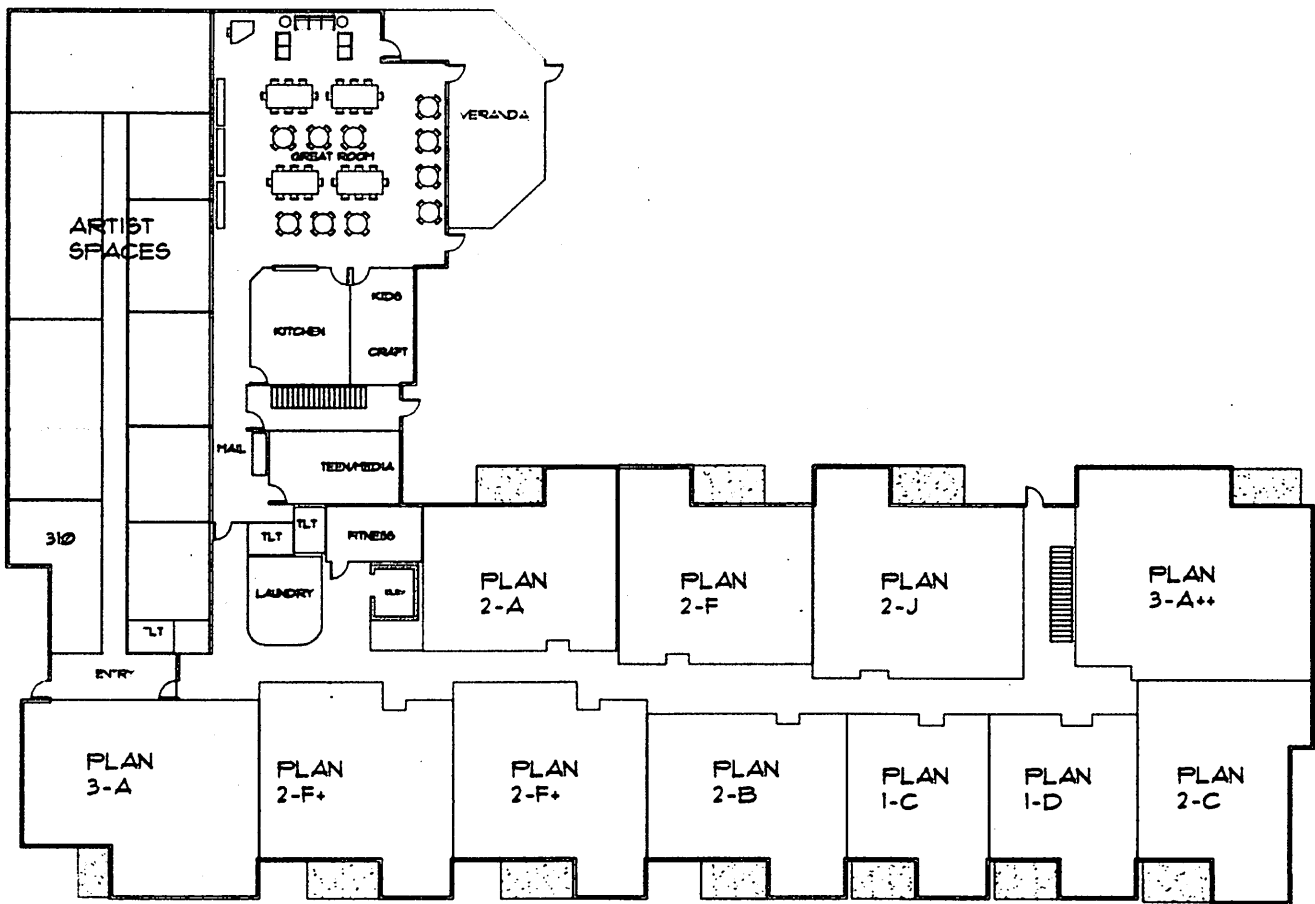 VERANDA
GREAT ROOM
ARTIST
SPACES
KIDS
CRAFT
KITCHEN
MAIL
TEEN/MEDIA
310
TLT
TLT
FITNESS
LAUNDRY
ELEV
TLT
ENTRY
PLAN
2-A
PLAN
2-F
PLAN
2-J
PLAN
3-A++
PLAN
3-A
PLAN
2-F+
PLAN
2-F+
PLAN
2-B
PLAN
1-C
PLAN
1-D
PLAN
2-C